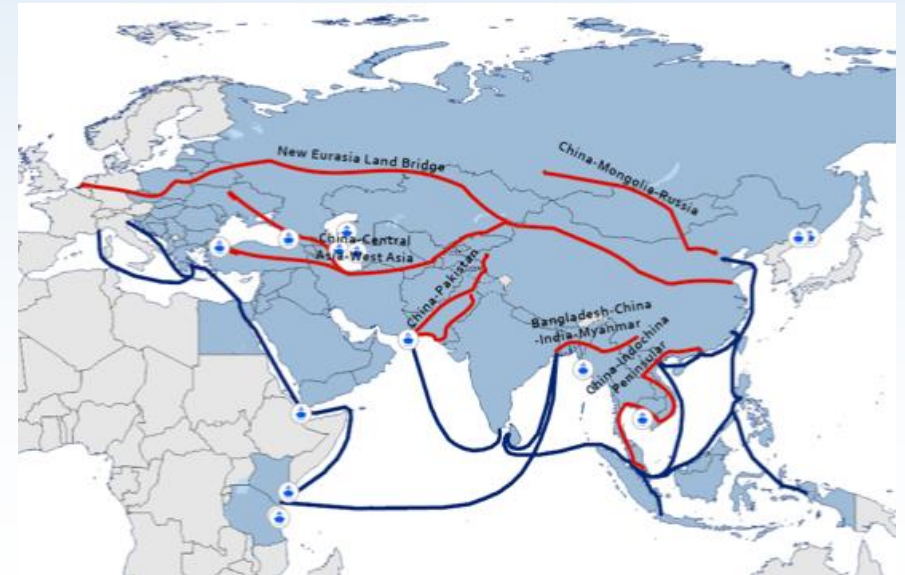 New Eurasia Land Bridge
China-Mongolia-Russia
China-Central
Asia-West Asia
China-Pakistan
Bangladesh-China
-India-Myanmar
China-Indochina
Peninsular